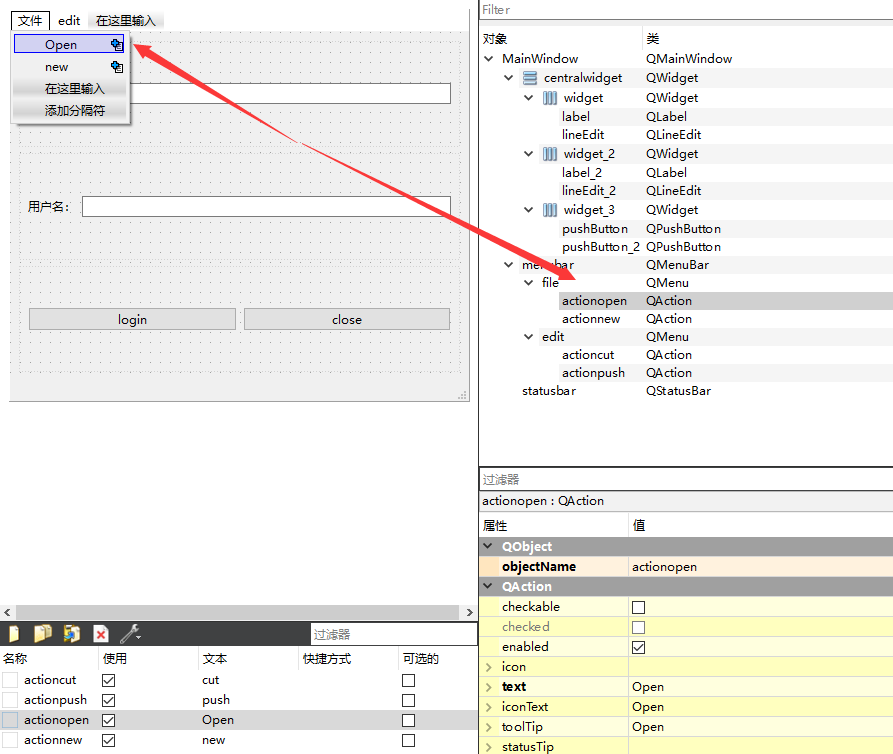 文件 edit 在这里输入
Open
new
在这里输入
添加分隔符
用户名：
login close
Filter
对象 类
MainWindow QMainWindow
centralwidget QWidget
widget QWidget
label QLabel
lineEdit QLineEdit
widget_2 QWidget
label_2 QLabel
lineEdit_2 QLineEdit
widget_3 QWidget
pushButton QPushButton
pushButton_2 QPushButton
menubar QMenuBar
file QMenu
actionopen QAction
actionnew QAction
edit QMenu
actioncut QAction
actionpush QAction
statusbar QStatusBar
过滤器
actionopen : QAction
属性 值
QObject
objectName actionopen
QAction
checkable
checked
enabled
icon
text Open
iconText Open
toolTip Open
statusTip
过滤器
名称 使用 文本 快捷方式 可选的
actioncut cut
actionpush push
actionopen Open
actionnew new